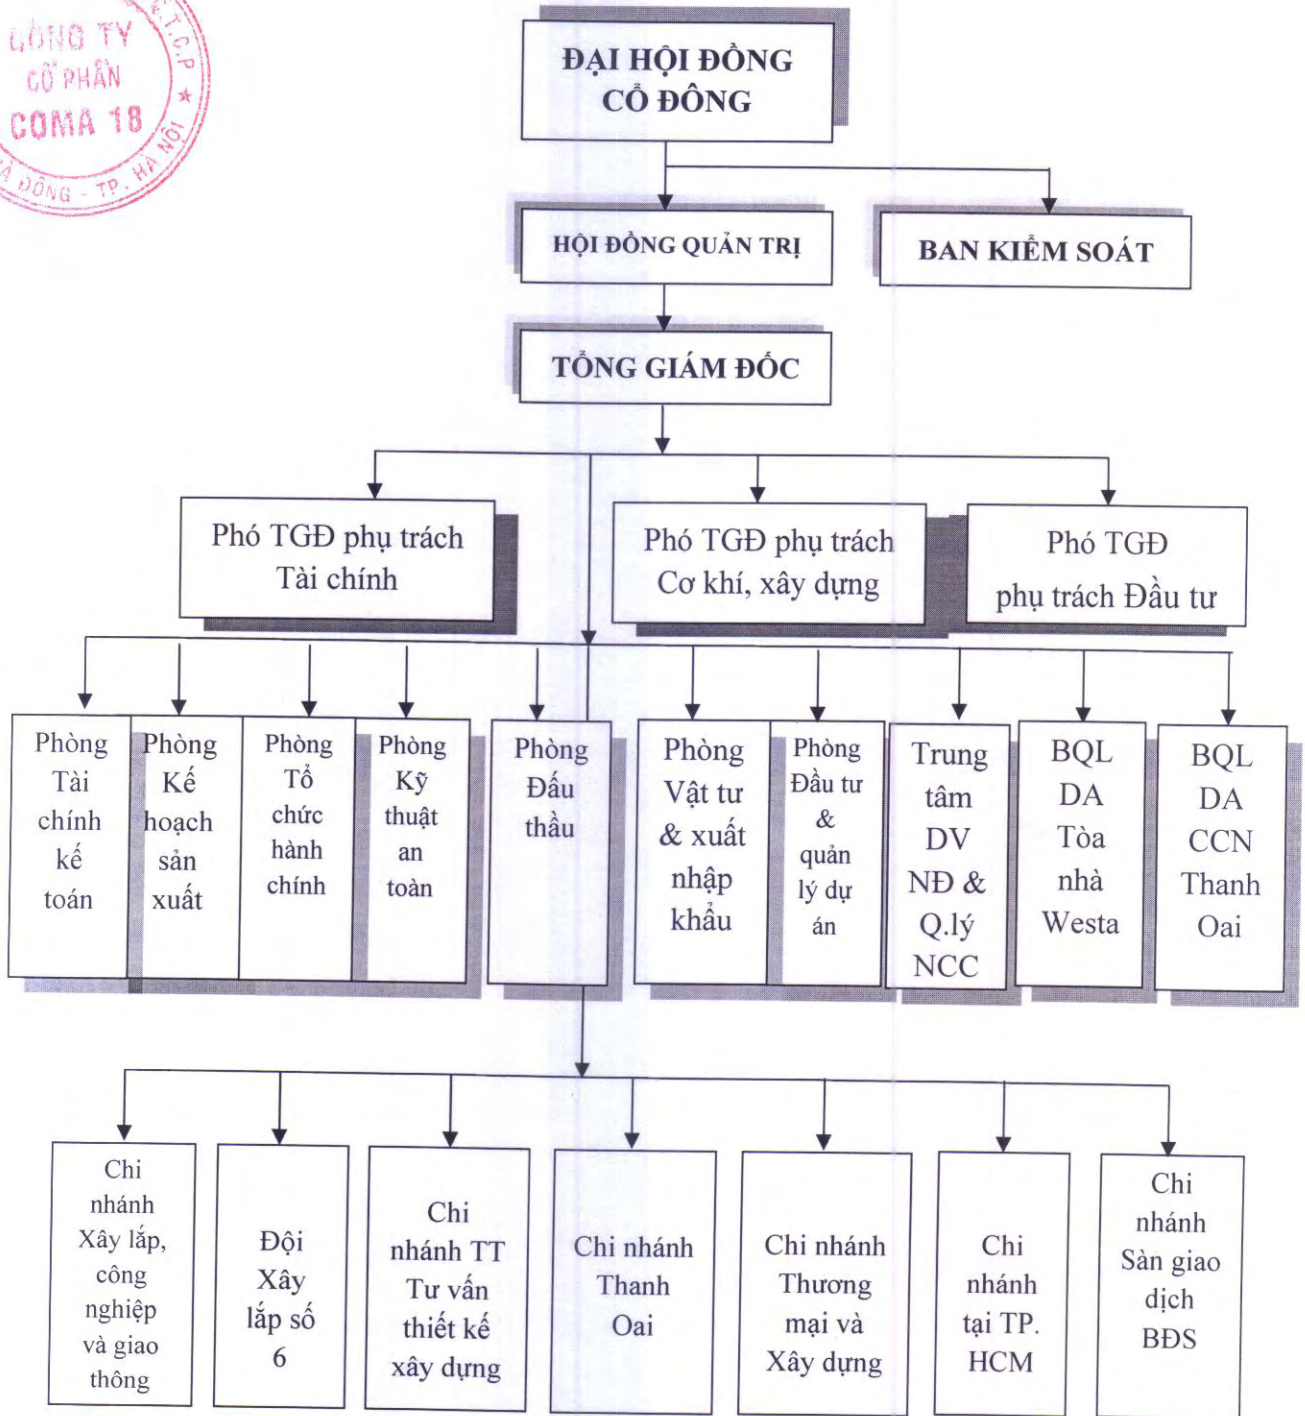 C.T.C.P ★
CÔNG TY
CỔ PHẦN
COMA 18
HÀ ĐÔNG - TP. HÀ NỘI
ĐẠI HỘI ĐỒNG
CỔ ĐÔNG
HỘI ĐỒNG QUẢN TRỊ
BAN KIỂM SOÁT
TỔNG GIÁM ĐỐC
Phó TGĐ phụ trách
Tài chính
Phó TGĐ phụ trách
Cơ khí, xây dựng
Phó TGĐ
phụ trách Đầu tư
Phòng
Tài
chính
kế
toán
Phòng
Kế
hoạch
sản
xuất
Phòng
Tổ
chức
hành
chính
Phòng
Kỹ
thuật
an
toàn
Phòng
Đấu
thầu
Phòng
Vật tư
& xuất
nhập
khẩu
Phòng
Đầu tư
&
quản
lý dự
án
Trung
tâm
DV
NĐ &
Q.lý
NCC
BQL
DA
Tòa
nhà
Westa
BQL
DA
CCN
Thanh
Oai
Chi
nhánh
Xây lắp,
công
nghiệp
và giao
thông
Đội
Xây
lắp số
6
Chi
nhánh TT
Tư vấn
thiết kế
xây dựng
Chi nhánh
Thanh
Oai
Chi nhánh
Thương
mại và
Xây dựng
Chi
nhánh
tại TP.
HCM
Chi
nhánh
Sàn giao
dịch
BĐS